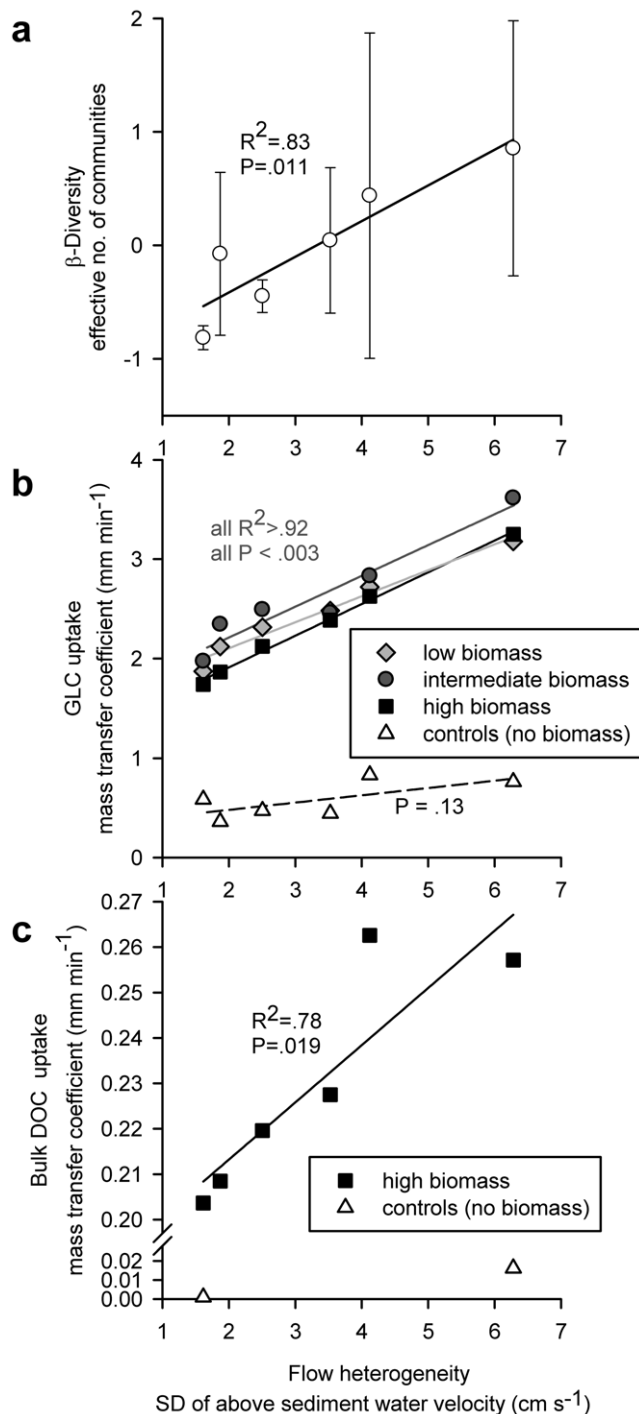 a
β-Diversity
effective no. of communities
2
1
0
-1
R²=.83
P=.011
1 2 3 4 5 6 7
b
GLC uptake
mass transfer coefficient (mm min⁻¹)
4
3
2
1
0
all R²>.92
all P < .003
low biomass
intermediate biomass
high biomass
controls (no biomass)
P = .13
1 2 3 4 5 6 7
c
Bulk DOC uptake
mass transfer coefficient (mm min⁻¹)
0.27
0.26
0.25
0.24
0.23
0.22
0.21
0.20
0.02
0.01
0.00
R²=.78
P=.019
high biomass
controls (no biomass)
1 2 3 4 5 6 7
Flow heterogeneity
SD of above sediment water velocity (cm s⁻¹)